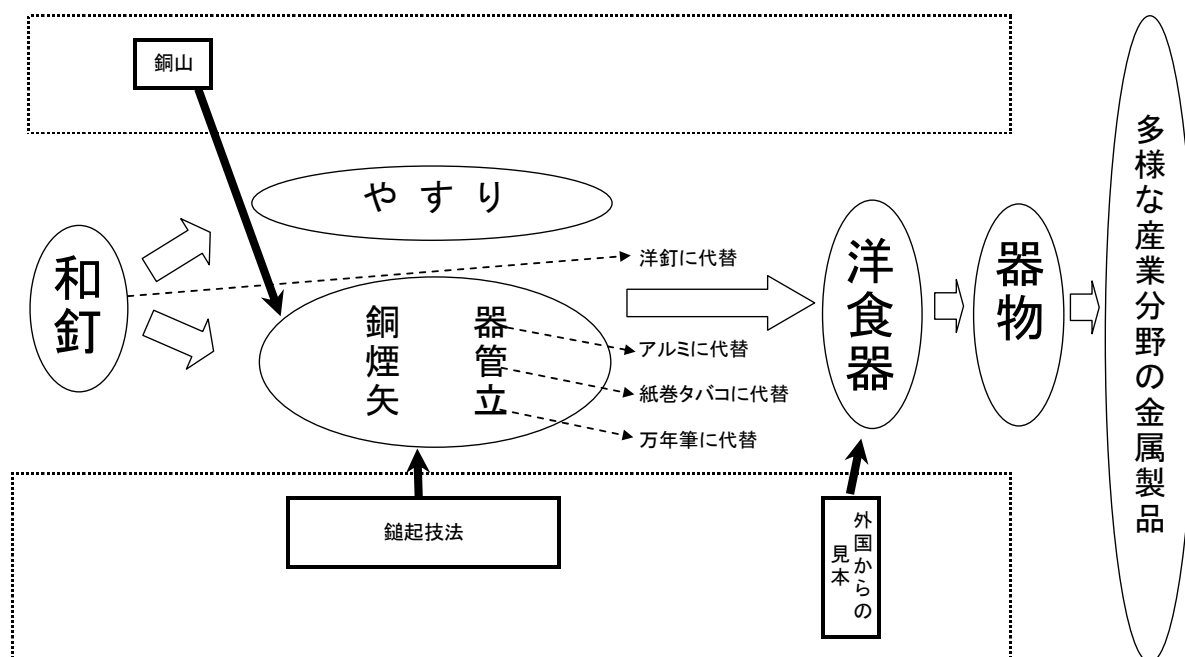 銅山
やすり
和釘
洋釘に代替
銅器
煙管
矢立
アルミに代替
紙巻タバコに代替
万年筆に代替
洋食器
器物
多様な産業分野の金属製品
鎚起技法
外国からの
見本